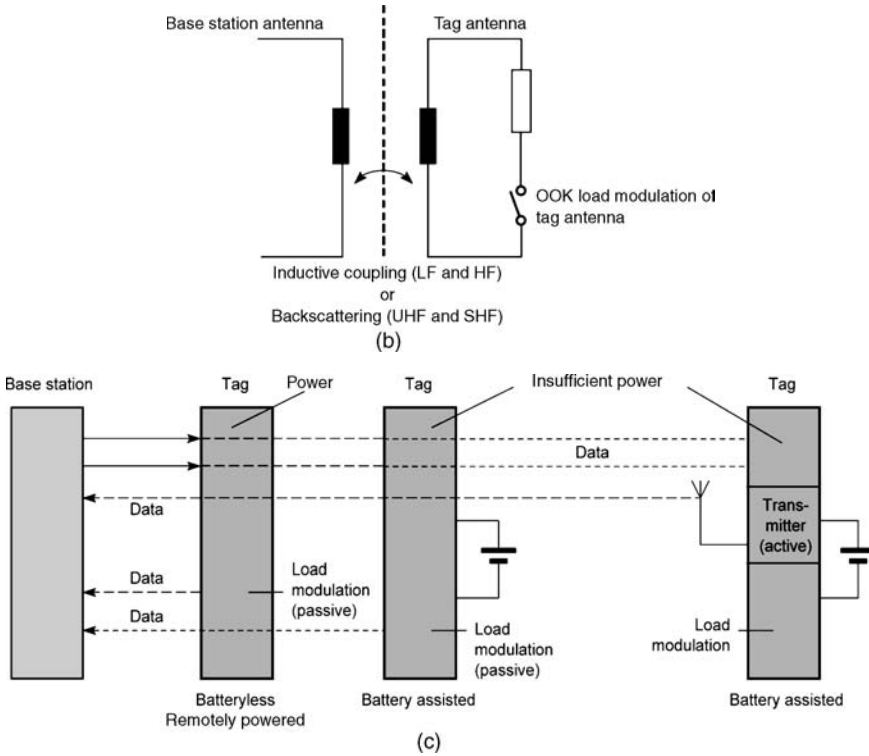 Base station antenna
Tag antenna
OOK load modulation of
tag antenna
Inductive coupling (LF and HF)
or
Backscattering (UHF and SHF)
(b)
Base station
Tag
Power
Tag
Insufficient power
Tag
Data
Data
Trans-
mitter
(active)
Data
Load
modulation
(passive)
Data
Load
modulation
(passive)
Load
modulation
Batteryless
Remotely powered
Battery assisted
Battery assisted
(c)